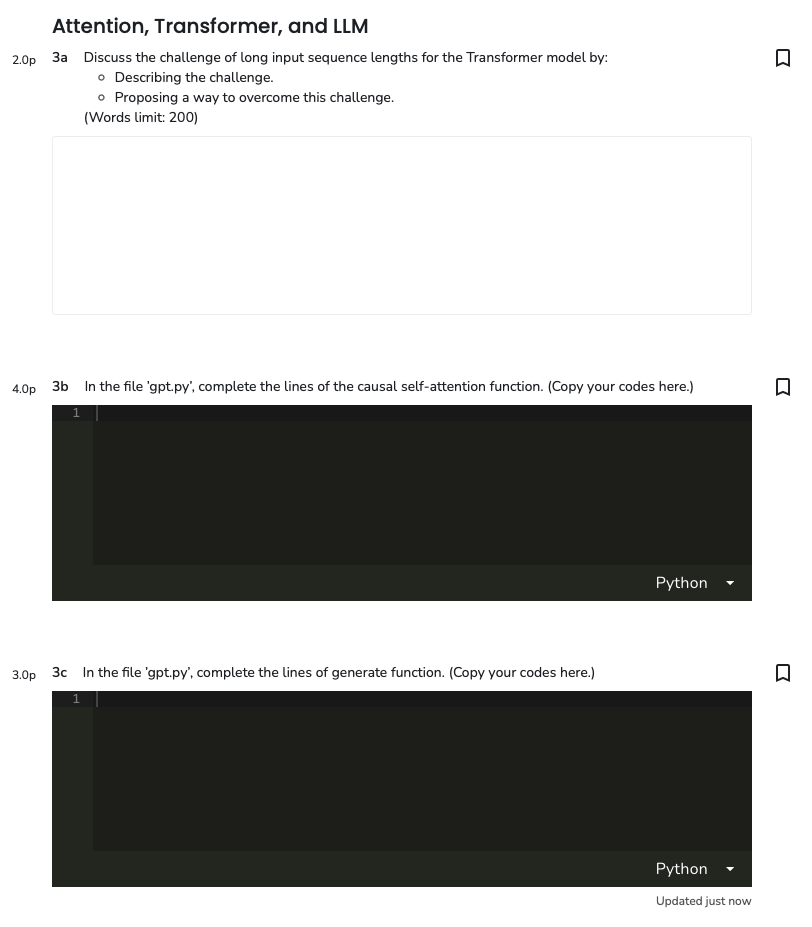 Attention, Transformer, and LLM
2.0p 3a Discuss the challenge of long input sequence lengths for the Transformer model by:
Describing the challenge.
Proposing a way to overcome this challenge.
(Words limit: 200)
4.0p 3b In the file 'gpt.py', complete the lines of the causal self-attention function. (Copy your codes here.)
1
Python
3.0p 3c In the file 'gpt.py', complete the lines of generate function. (Copy your codes here.)
1
Python
Updated just now